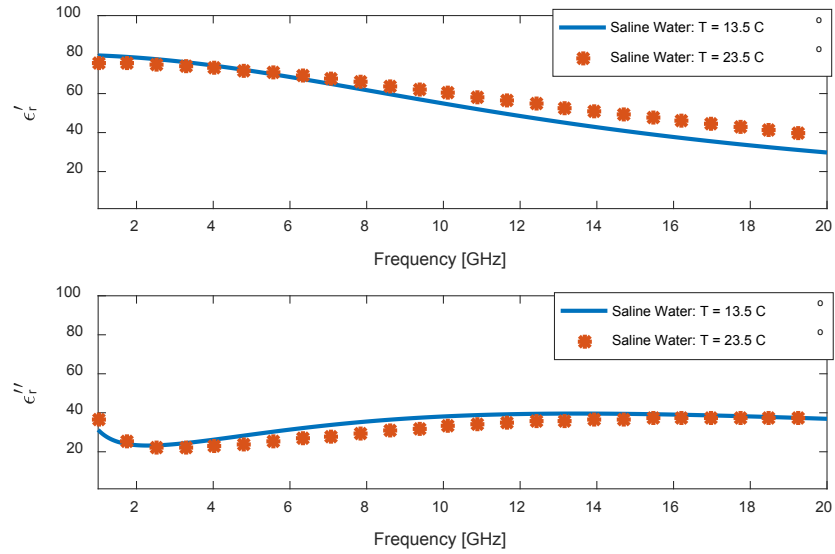 100
80
60
40
20
ϵ′r
Saline Water: T = 13.5 C o
Saline Water: T = 23.5 C o
2 4 6 8 10 12 14 16 18 20
Frequency [GHz]
100
80
60
40
20
ϵ″r
Saline Water: T = 13.5 C o
Saline Water: T = 23.5 C o
2 4 6 8 10 12 14 16 18 20
Frequency [GHz]